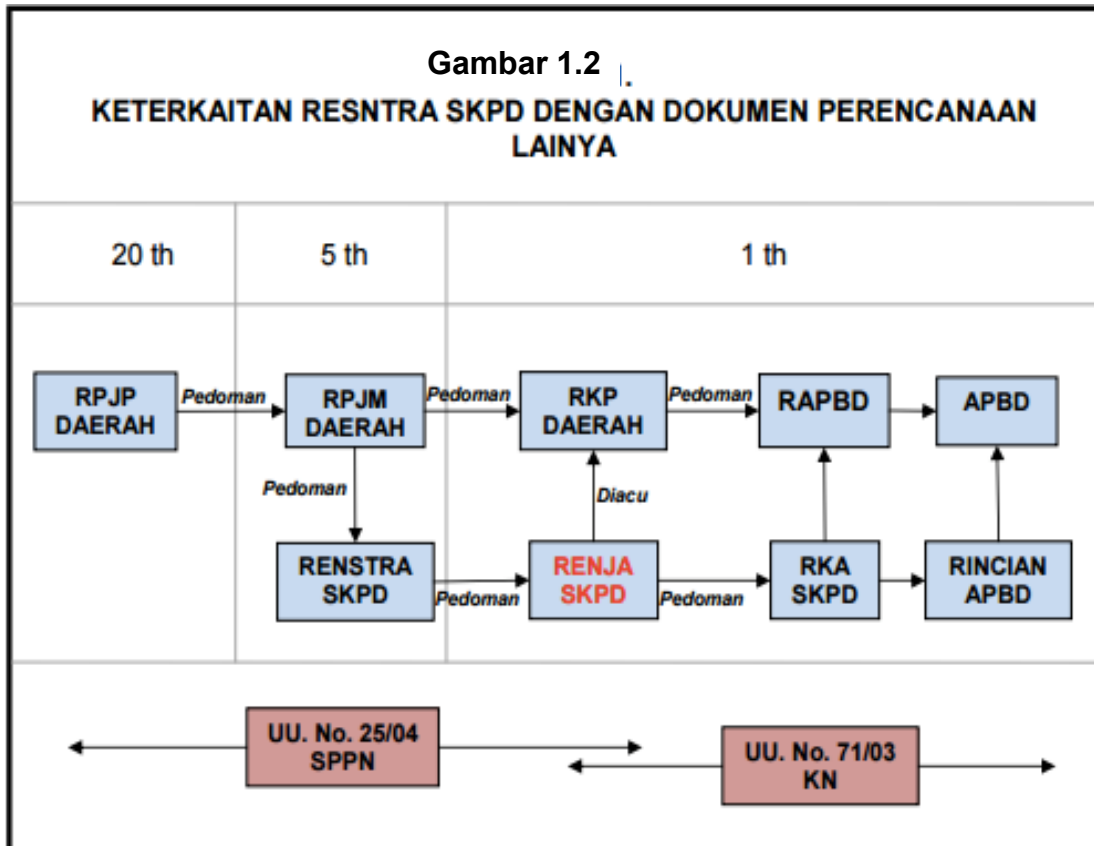 Gambar 1.2
KETERKAITAN RESNTRA SKPD DENGAN DOKUMEN PERENCANAAN
LAINYA
20 th
5 th
1 th
RPJP
DAERAH
Pedoman
RPJM
DAERAH
Pedoman
RKP
DAERAH
Pedoman
RAPBD
APBD
Pedoman
Diacu
RENSTRA
SKPD
Pedoman
RENJA
SKPD
Pedoman
RKA
SKPD
RINCIAN
APBD
UU. No. 25/04
SPPN
UU. No. 71/03
KN